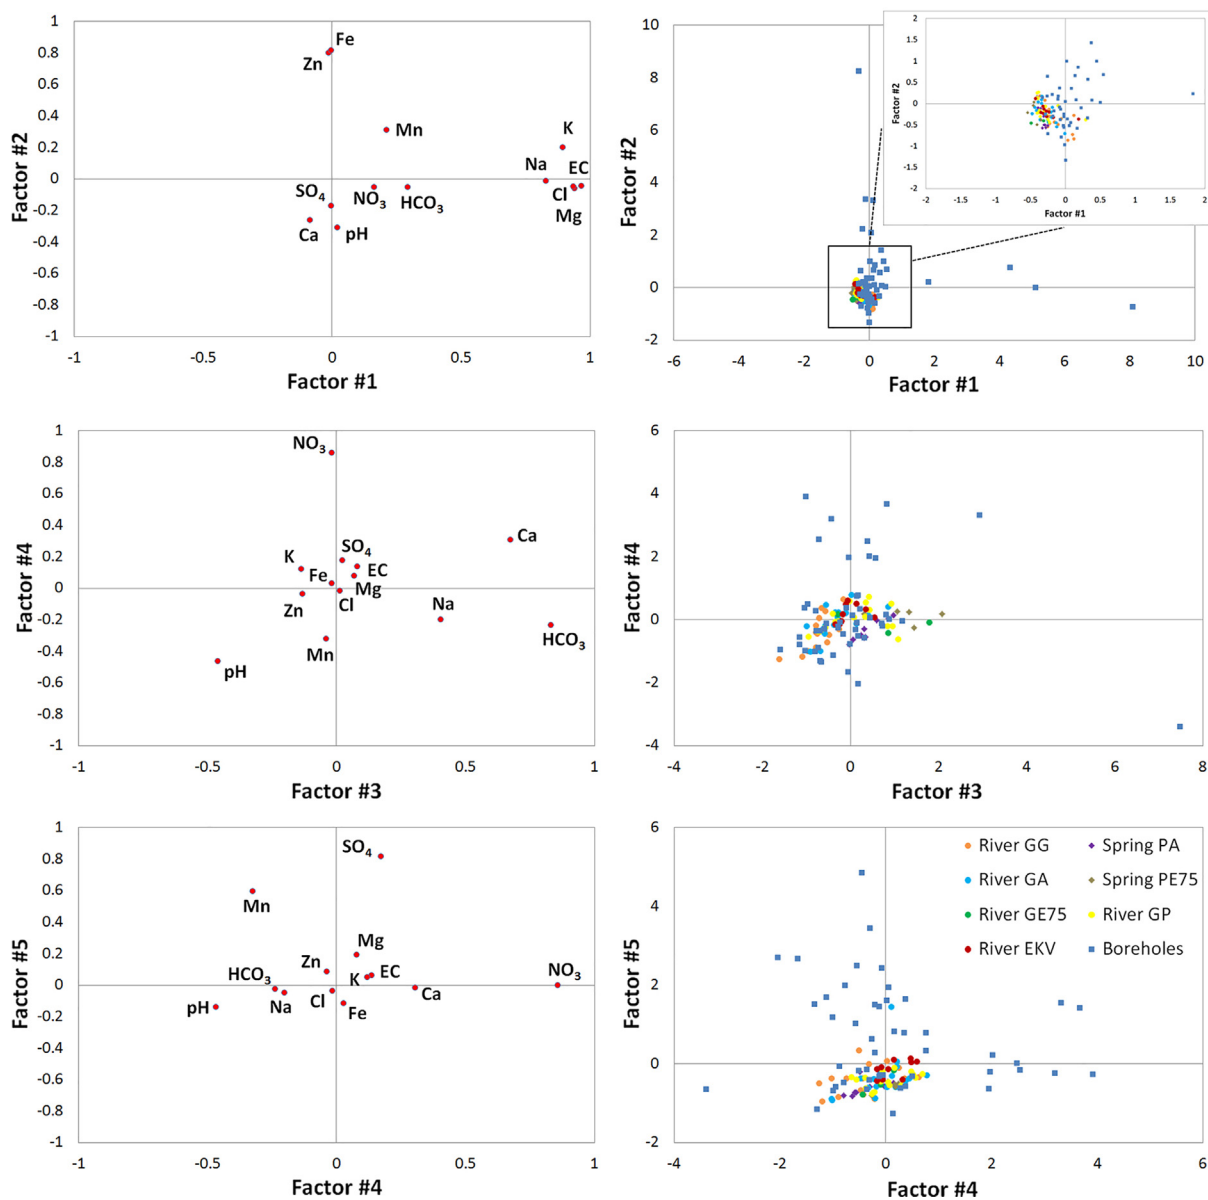 1
0.8
0.6
0.4
0.2
0
-0.2
-0.4
-0.6
-0.8
-1
-1
-0.5
0
0.5
1
Factor #2
Factor #1
Fe
Zn
Mn
K
Na
EC
SO4
NO3
HCO3
Cl
Mg
Ca
pH
10
8
6
4
2
0
-2
-6
-4
-2
0
2
4
6
8
10
Factor #2
Factor #1
2
1.5
1
0.5
0
-0.5
-1
-1.5
-2
-2
-1.5
-1
-0.5
0
0.5
1
1.5
2
Factor #2
Factor #1
1
0.8
0.6
0.4
0.2
0
-0.2
-0.4
-0.6
-0.8
-1
-1
-0.5
0
0.5
1
Factor #4
Factor #3
NO3
Ca
SO4
K
EC
Fe
Mg
Zn
Cl
Na
Mn
HCO3
pH
6
4
2
0
-2
-4
-4
-2
0
2
4
6
8
Factor #4
Factor #3
1
0.8
0.6
0.4
0.2
0
-0.2
-0.4
-0.6
-0.8
-1
-1
-0.5
0
0.5
1
Factor #5
Factor #4
SO4
Mn
Mg
Zn
HCO3
K
EC
NO3
pH
Na
Cl
Fe
Ca
6
4
2
0
-2
-4
-2
0
2
4
6
Factor #5
Factor #4
River GG
Spring PA
River GA
Spring PE75
River GE75
River GP
River EKV
Boreholes